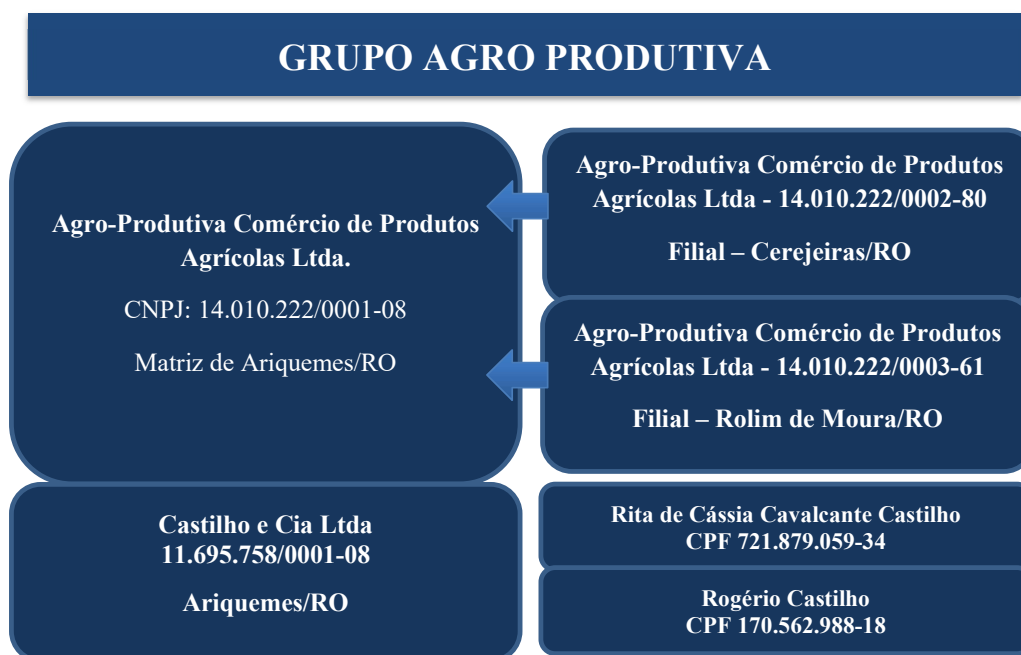 GRUPO AGRO PRODUTIVA
Agro-Produtiva Comércio de Produtos
Agrícolas Ltda.
CNPJ: 14.010.222/0001-08
Matriz de Ariquemes/RO
Agro-Produtiva Comércio de Produtos
Agrícolas Ltda - 14.010.222/0002-80
Filial – Cerejeiras/RO
Agro-Produtiva Comércio de Produtos
Agrícolas Ltda - 14.010.222/0003-61
Filial – Rolim de Moura/RO
Castilho e Cia Ltda
11.695.758/0001-08
Ariquemes/RO
Rita de Cássia Cavalcante Castilho
CPF 721.879.059-34
Rogério Castilho
CPF 170.562.988-18